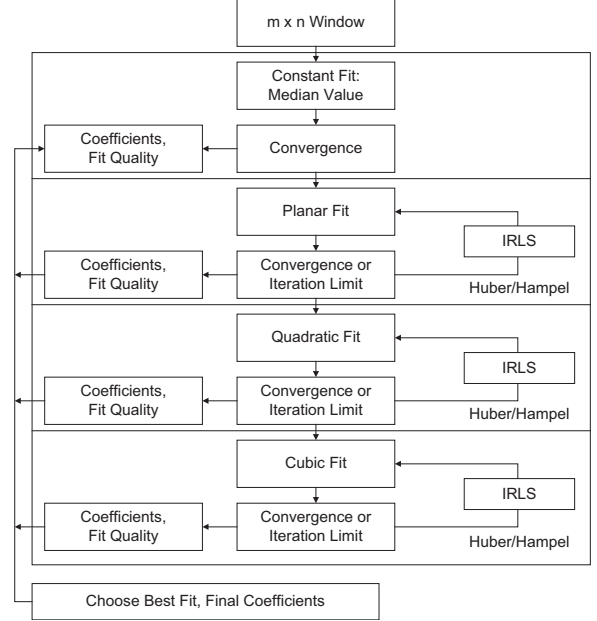 m x n Window
Constant Fit:
Median Value
Coefficients,
Fit Quality
Convergence
Planar Fit
IRLS
Coefficients,
Fit Quality
Convergence or
Iteration Limit
Huber/Hampel
Quadratic Fit
IRLS
Coefficients,
Fit Quality
Convergence or
Iteration Limit
Huber/Hampel
Cubic Fit
IRLS
Coefficients,
Fit Quality
Convergence or
Iteration Limit
Huber/Hampel
Choose Best Fit, Final Coefficients